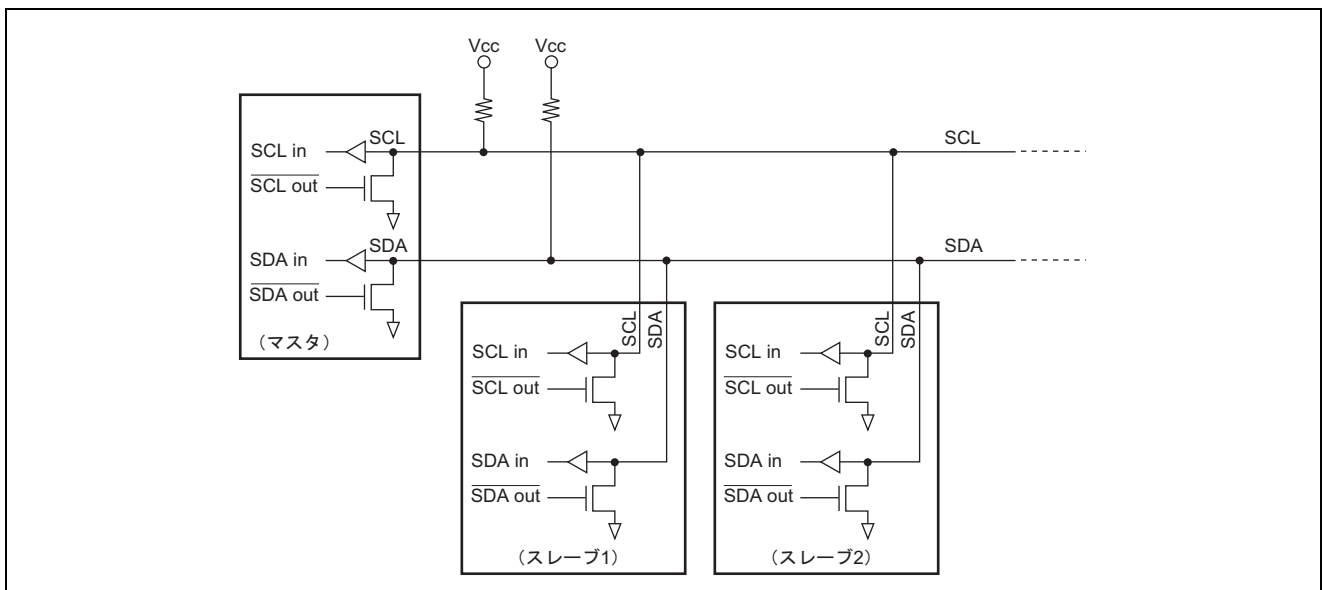 Vcc Vcc
SCL
SCL in
SCL out
SCL
SDA
SDA in
SDA out
SDA
(マスタ)
SCL SDA
SCL in
SCL out
SDA in
SDA out
(スレーブ1)
SCL SDA
SCL in
SCL out
SDA in
SDA out
(スレーブ2)